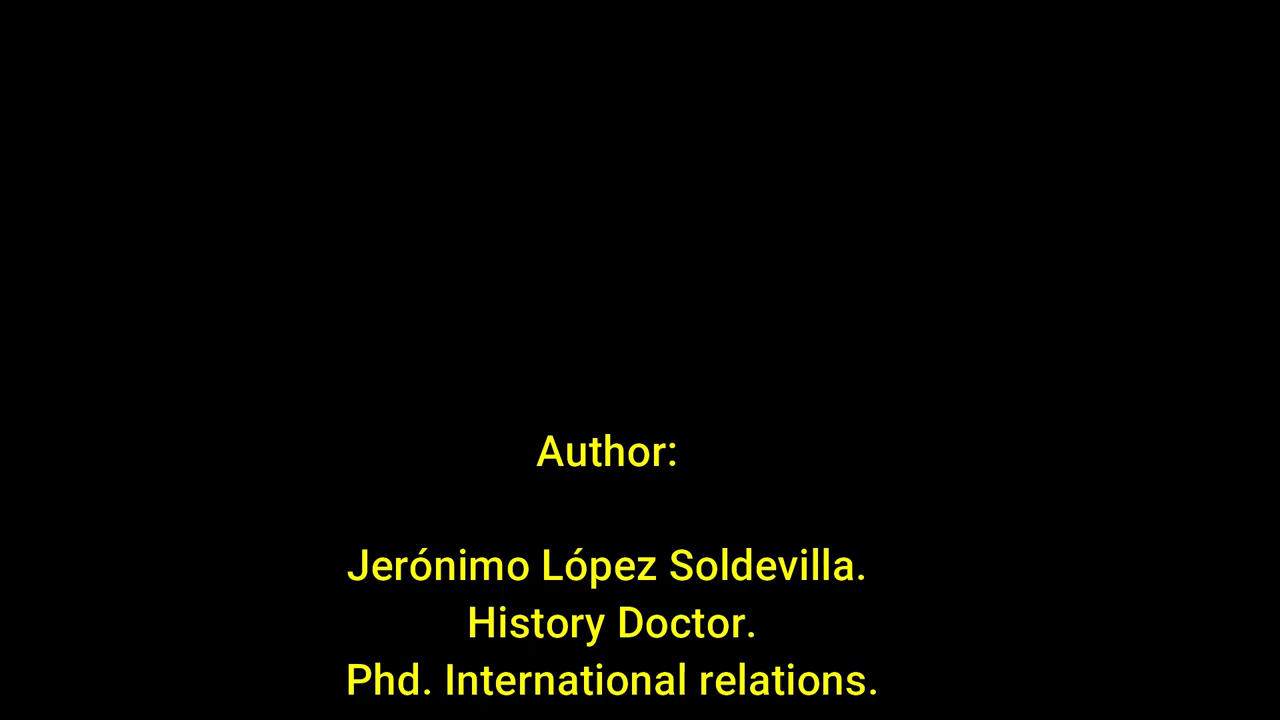 Author:
Jerónimo López Soldevilla.
History Doctor.
Phd. International relations.